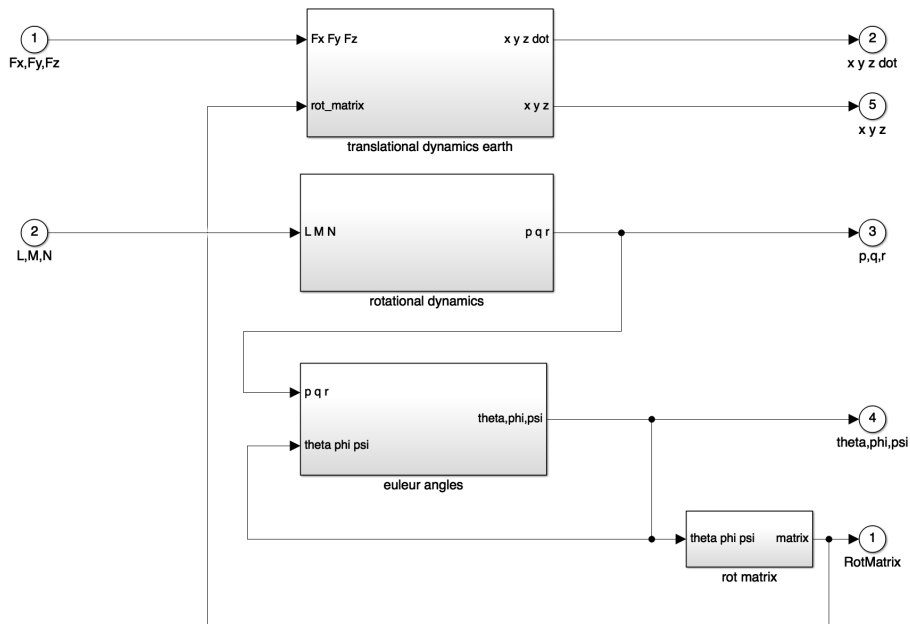 1
Fx,Fy,Fz
Fx Fy Fz
x y z dot
2
x y z dot
rot_matrix
x y z
5
x y z
translational dynamics earth
2
L,M,N
L M N
p q r
3
p,q,r
rotational dynamics
p q r
theta,phi,psi
4
theta,phi,psi
theta phi psi
euleur angles
theta phi psi
matrix
1
RotMatrix
rot matrix